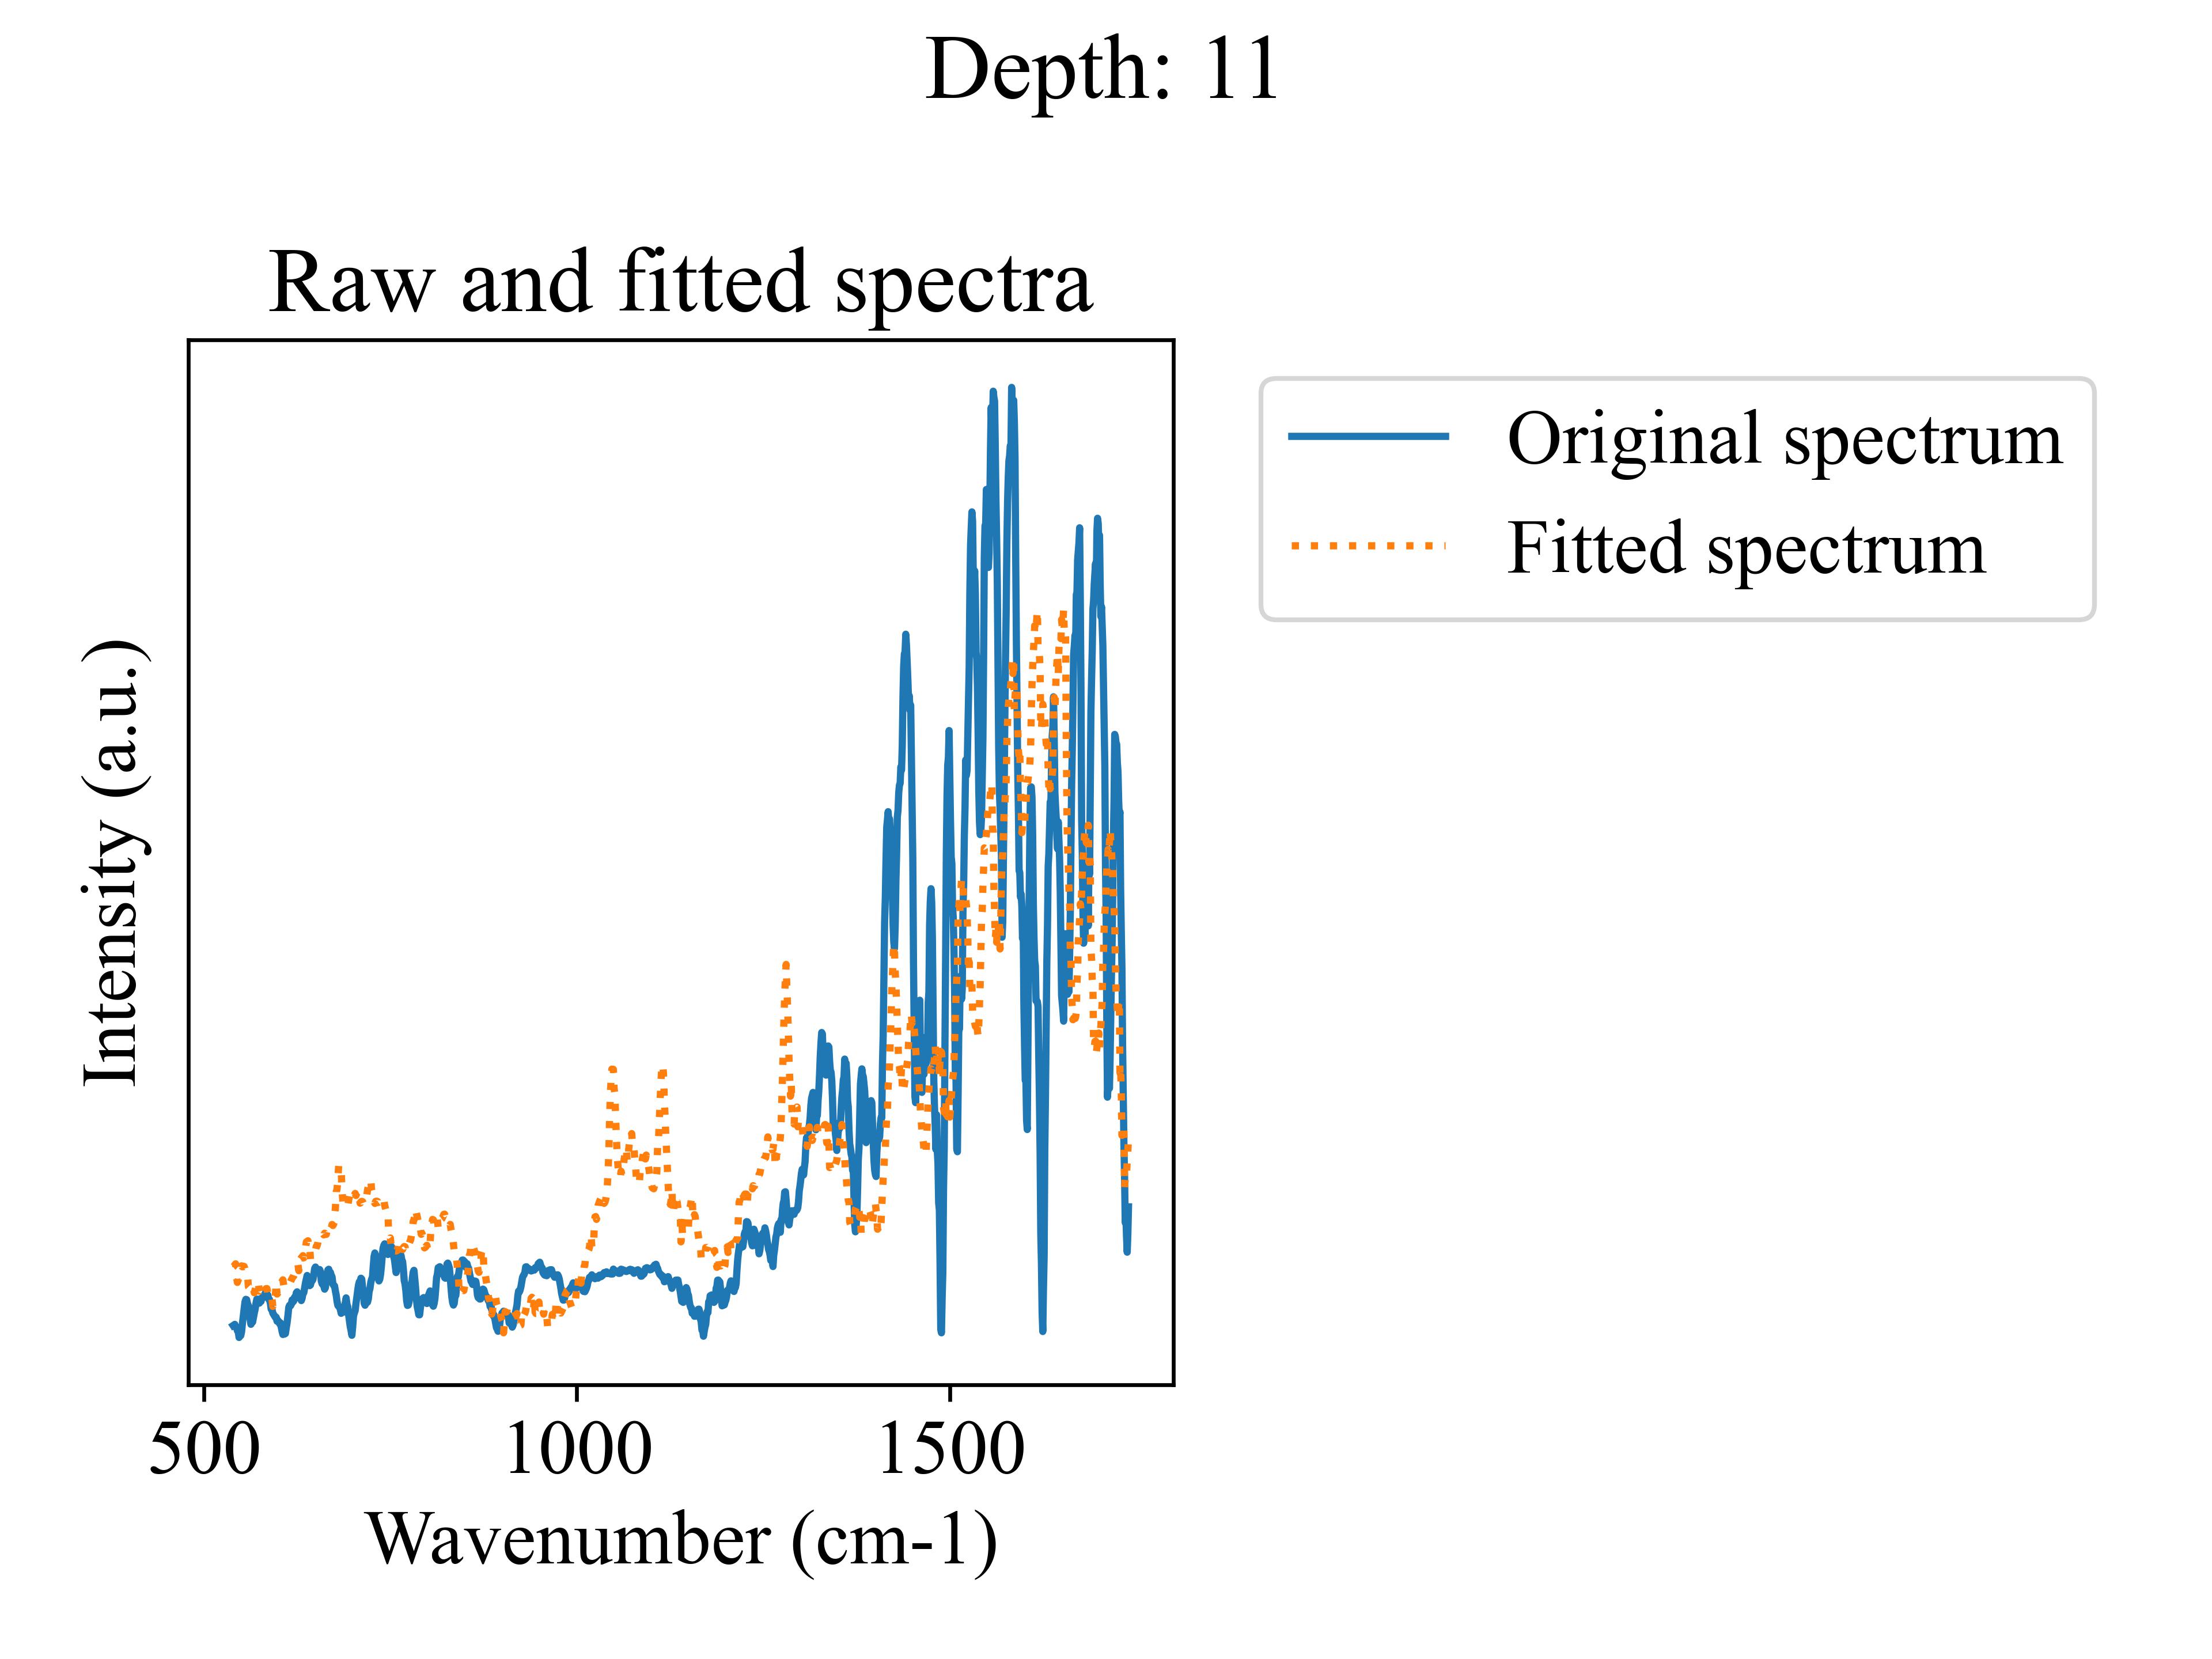 Depth: 11
Raw and fitted spectra
Original spectrum
Fitted spectrum
Intensity (a.u.)
500 1000 1500
Wavenumber (cm-1)